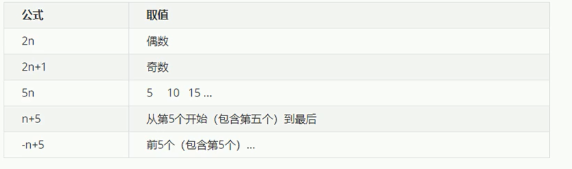 公式 取值
2n 偶数
2n+1 奇数
5n 5 10 15 ...
n+5 从第5个开始（包含第五个）到最后
-n+5 前5个（包含第5个）...